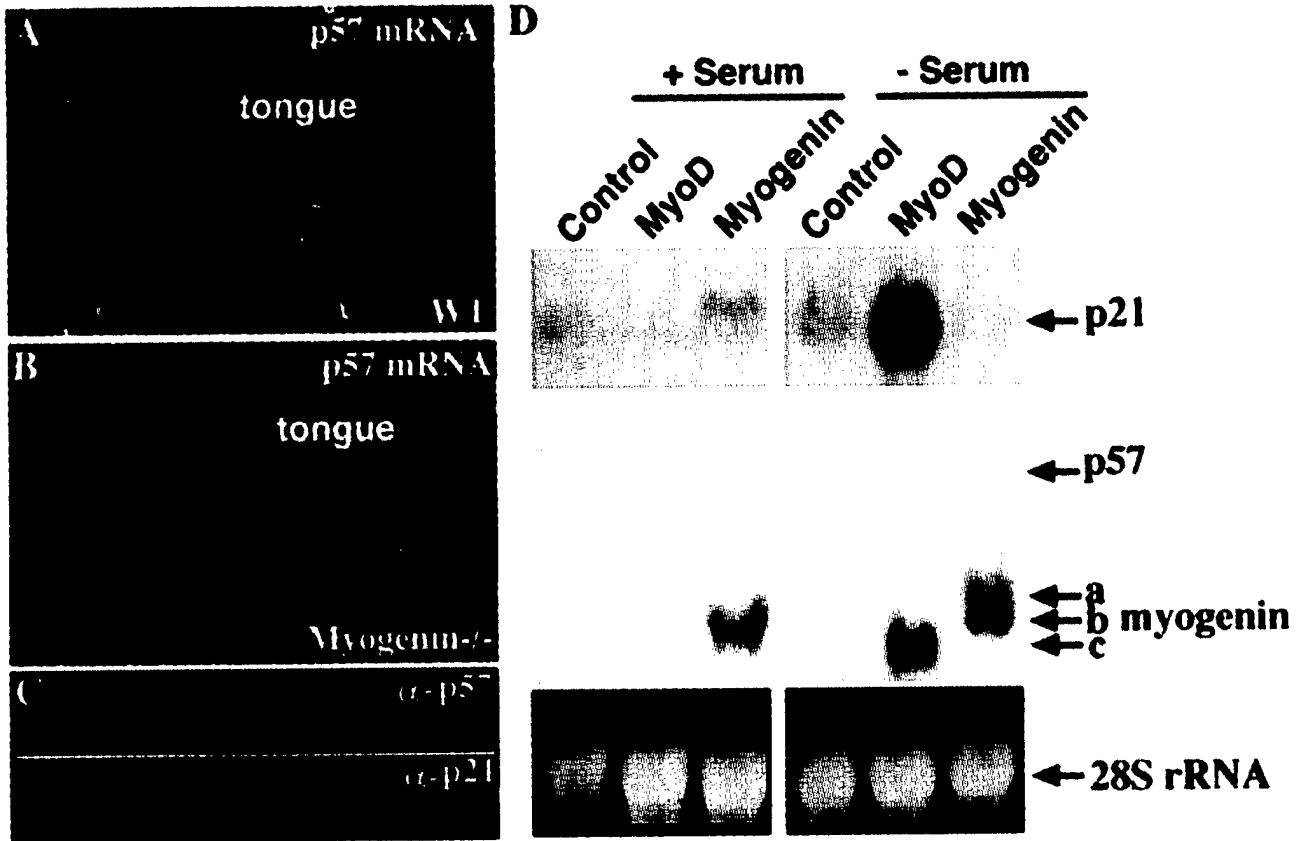 A
p57 mRNA
tongue
WT
B
p57 mRNA
tongue
Myogenin-/-
C
α-p57
α-p21
D
+ Serum
- Serum
Control
MyoD
Myogenin
Control
MyoD
Myogenin
p21
p57
a
b myogenin
c
28S rRNA